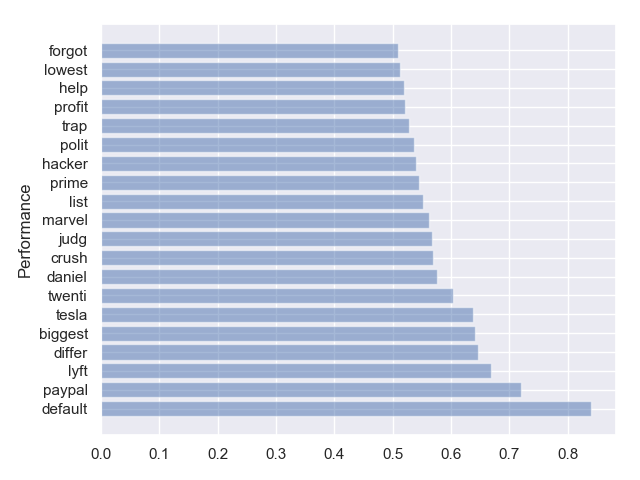 forgot
lowest
help
profit
trap
polit
hacker
prime
list
marvel
judg
crush
daniel
twenti
tesla
biggest
differ
lyft
paypal
default
Performance
0.0 0.1 0.2 0.3 0.4 0.5 0.6 0.7 0.8